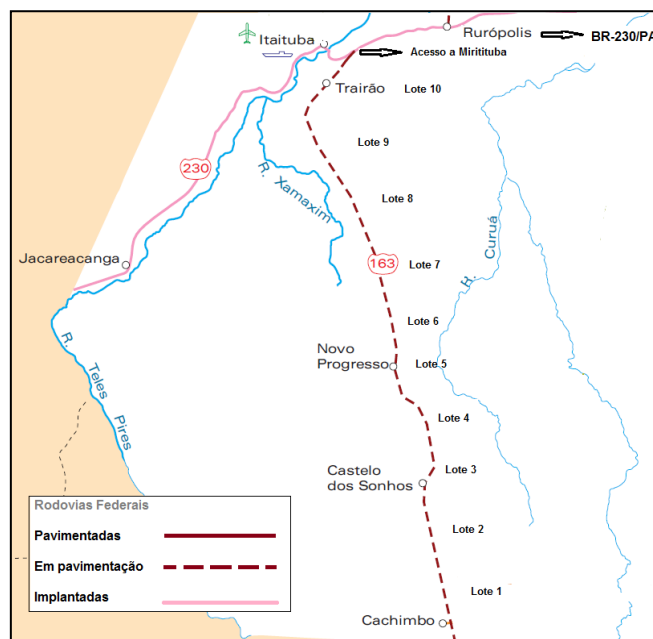 Rurópolis
BR-230/PA
Itaituba
Acesso a Miritituba
Trairão
Lote 10
Lote 9
230
R. Xamaxim
Lote 8
R. Curuá
Jacareacanga
163
Lote 7
Lote 6
Novo
Progresso
Lote 5
R. Teles Pires
Lote 4
Castelo
dos Sonhos
Lote 3
Rodovias Federais
Pavimentadas
Em pavimentação
Implantadas
Lote 2
Lote 1
Cachimbo